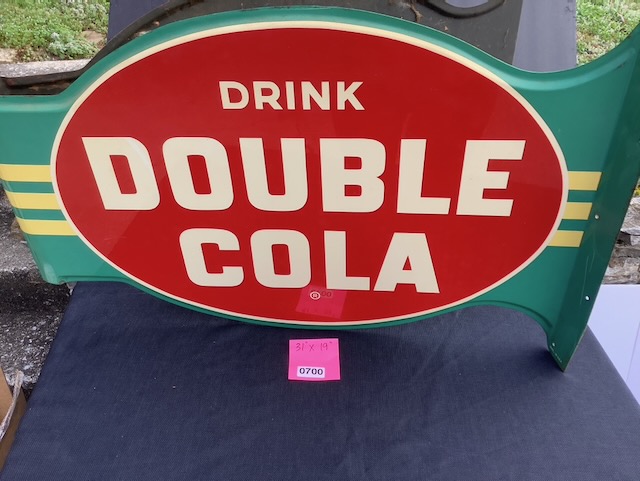 DRINK
DOUBLE
COLA
®
31" x 19"
0700